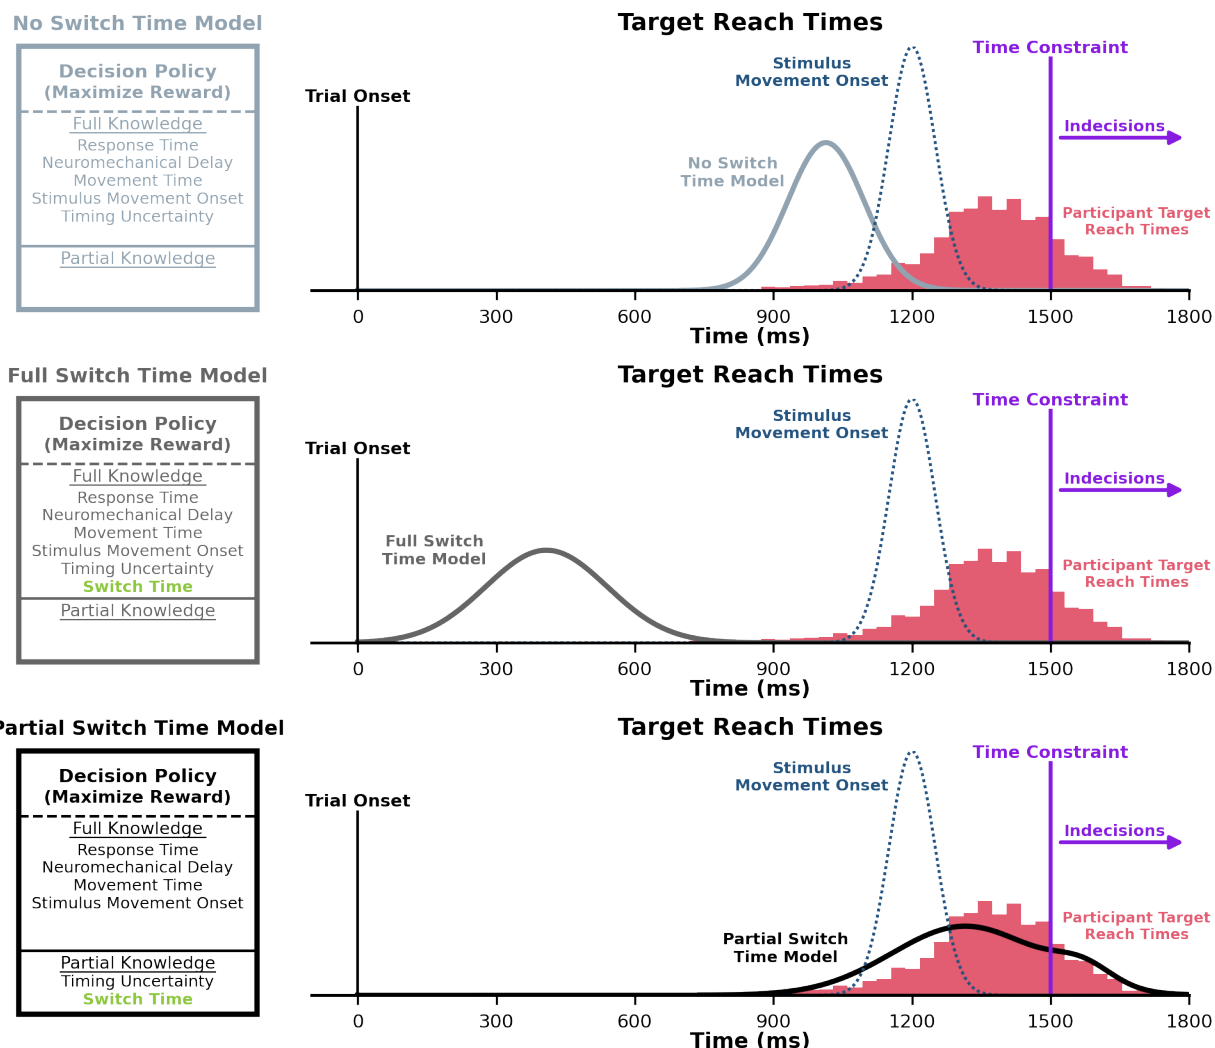 No Switch Time Model
Decision Policy
(Maximize Reward)
Full Knowledge
Response Time
Neuromechanical Delay
Movement Time
Stimulus Movement Onset
Timing Uncertainty
Partial Knowledge
Target Reach Times
Trial Onset
Stimulus
Movement Onset
Time Constraint
Indecisions
No Switch
Time Model
Participant Target
Reach Times
0 300 600 900 1200 1500 1800
Time (ms)
Full Switch Time Model
Decision Policy
(Maximize Reward)
Full Knowledge
Response Time
Neuromechanical Delay
Movement Time
Stimulus Movement Onset
Timing Uncertainty
Switch Time
Partial Knowledge
Target Reach Times
Trial Onset
Stimulus
Movement Onset
Time Constraint
Indecisions
Full Switch
Time Model
Participant Target
Reach Times
0 300 600 900 1200 1500 1800
Time (ms)
Partial Switch Time Model
Decision Policy
(Maximize Reward)
Full Knowledge
Response Time
Neuromechanical Delay
Movement Time
Stimulus Movement Onset
Partial Knowledge
Timing Uncertainty
Switch Time
Target Reach Times
Trial Onset
Stimulus
Movement Onset
Time Constraint
Indecisions
Partial Switch
Time Model
Participant Target
Reach Times
0 300 600 900 1200 1500 1800
Time (ms)